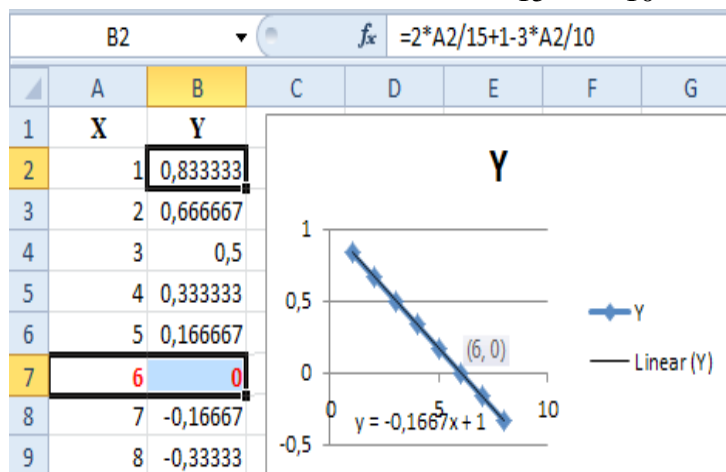 15 10
B2 fx =2*A2/15+1-3*A2/10
A B C D E F G
1 X Y
2 1 0,833333
3 2 0,666667
4 3 0,5
5 4 0,333333
6 5 0,166667
7 6 0
8 7 -0,16667
9 8 -0,33333
Y
1
0,5
0
-0,5
0 5 10
(6, 0)
y = -0,1667x + 1
Y
Linear (Y)